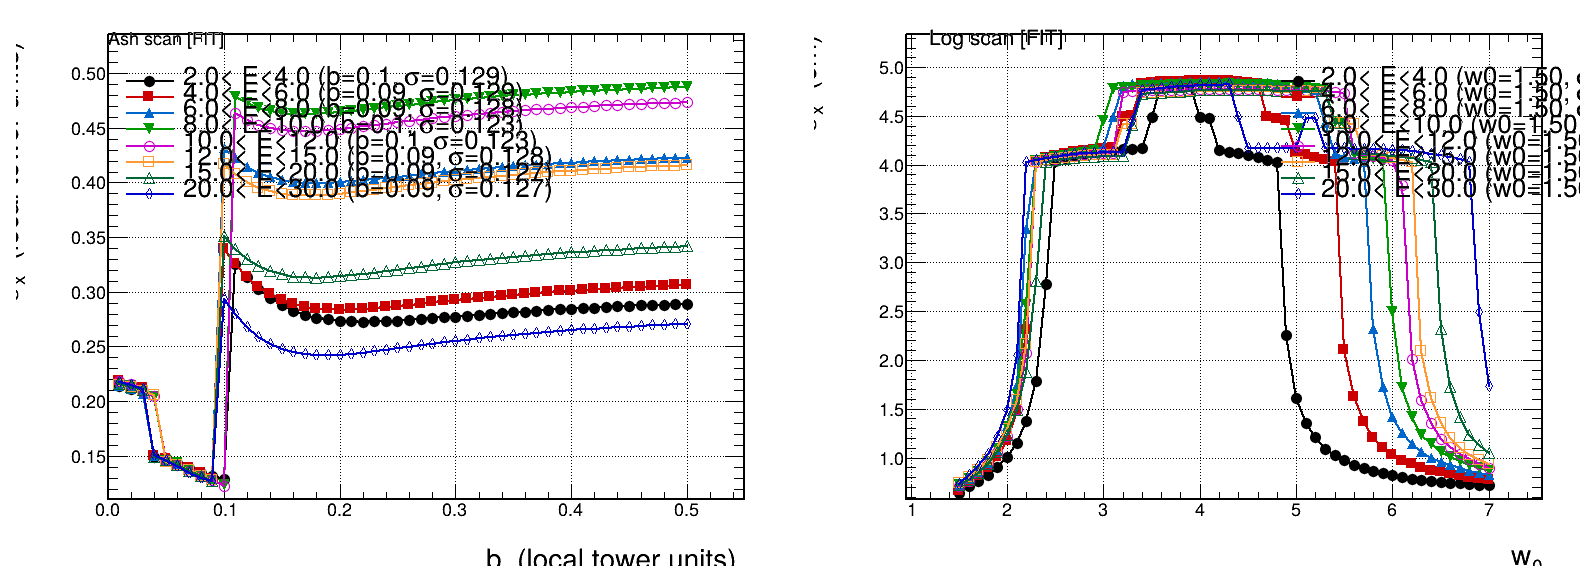 Ash scan [FIT]
2.0< E<4.0 (b=0.1, σ=0.129)
4.0< E<6.0 (b=0.09, σ=0.129)
6.0< E<8.0 (b=0.09, σ=0.128)
8.0< E<10.0 (b=0.1, σ=0.125)
10.0< E<12.0 (b=0.1, σ=0.123)
12.0< E<15.0 (b=0.09, σ=0.128)
15.0< E<20.0 (b=0.09, σ=0.127)
20.0< E<30.0 (b=0.09, σ=0.127)
0.50
0.45
0.40
0.35
0.30
0.25
0.20
0.15
0.0 0.1 0.2 0.3 0.4 0.5
b (local tower units)
Log scan [FIT]
2.0< E<4.0 (w0=1.50,
4.0< E<6.0 (w0=1.50,
6.0< E<8.0 (w0=1.50,
8.0< E<10.0 (w0=1.50,
10.0< E<12.0 (w0=1.50
12.0< E<15.0 (w0=1.50
15.0< E<20.0 (w0=1.50
20.0< E<30.0 (w0=1.50
5.0
4.5
4.0
3.5
3.0
2.5
2.0
1.5
1.0
1 2 3 4 5 6 7
w0